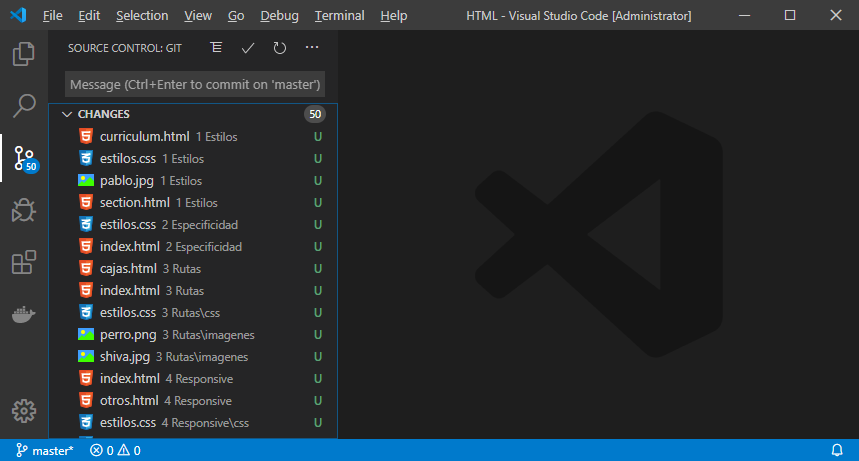 File Edit Selection View Go Debug Terminal Help HTML - Visual Studio Code [Administrator]
SOURCE CONTROL: GIT
Message (Ctrl+Enter to commit on 'master')
CHANGES 50
curriculum.html 1 Estilos U
estilos.css 1 Estilos U
50
pablo.jpg 1 Estilos U
section.html 1 Estilos U
estilos.css 2 Especificidad U
index.html 2 Especificidad U
cajas.html 3 Rutas U
index.html 3 Rutas U
estilos.css 3 Rutas\css U
perro.png 3 Rutas\imagenes U
shiva.jpg 3 Rutas\imagenes U
index.html 4 Responsive U
otros.html 4 Responsive U
estilos.css 4 Responsive\css U
master* 0 0